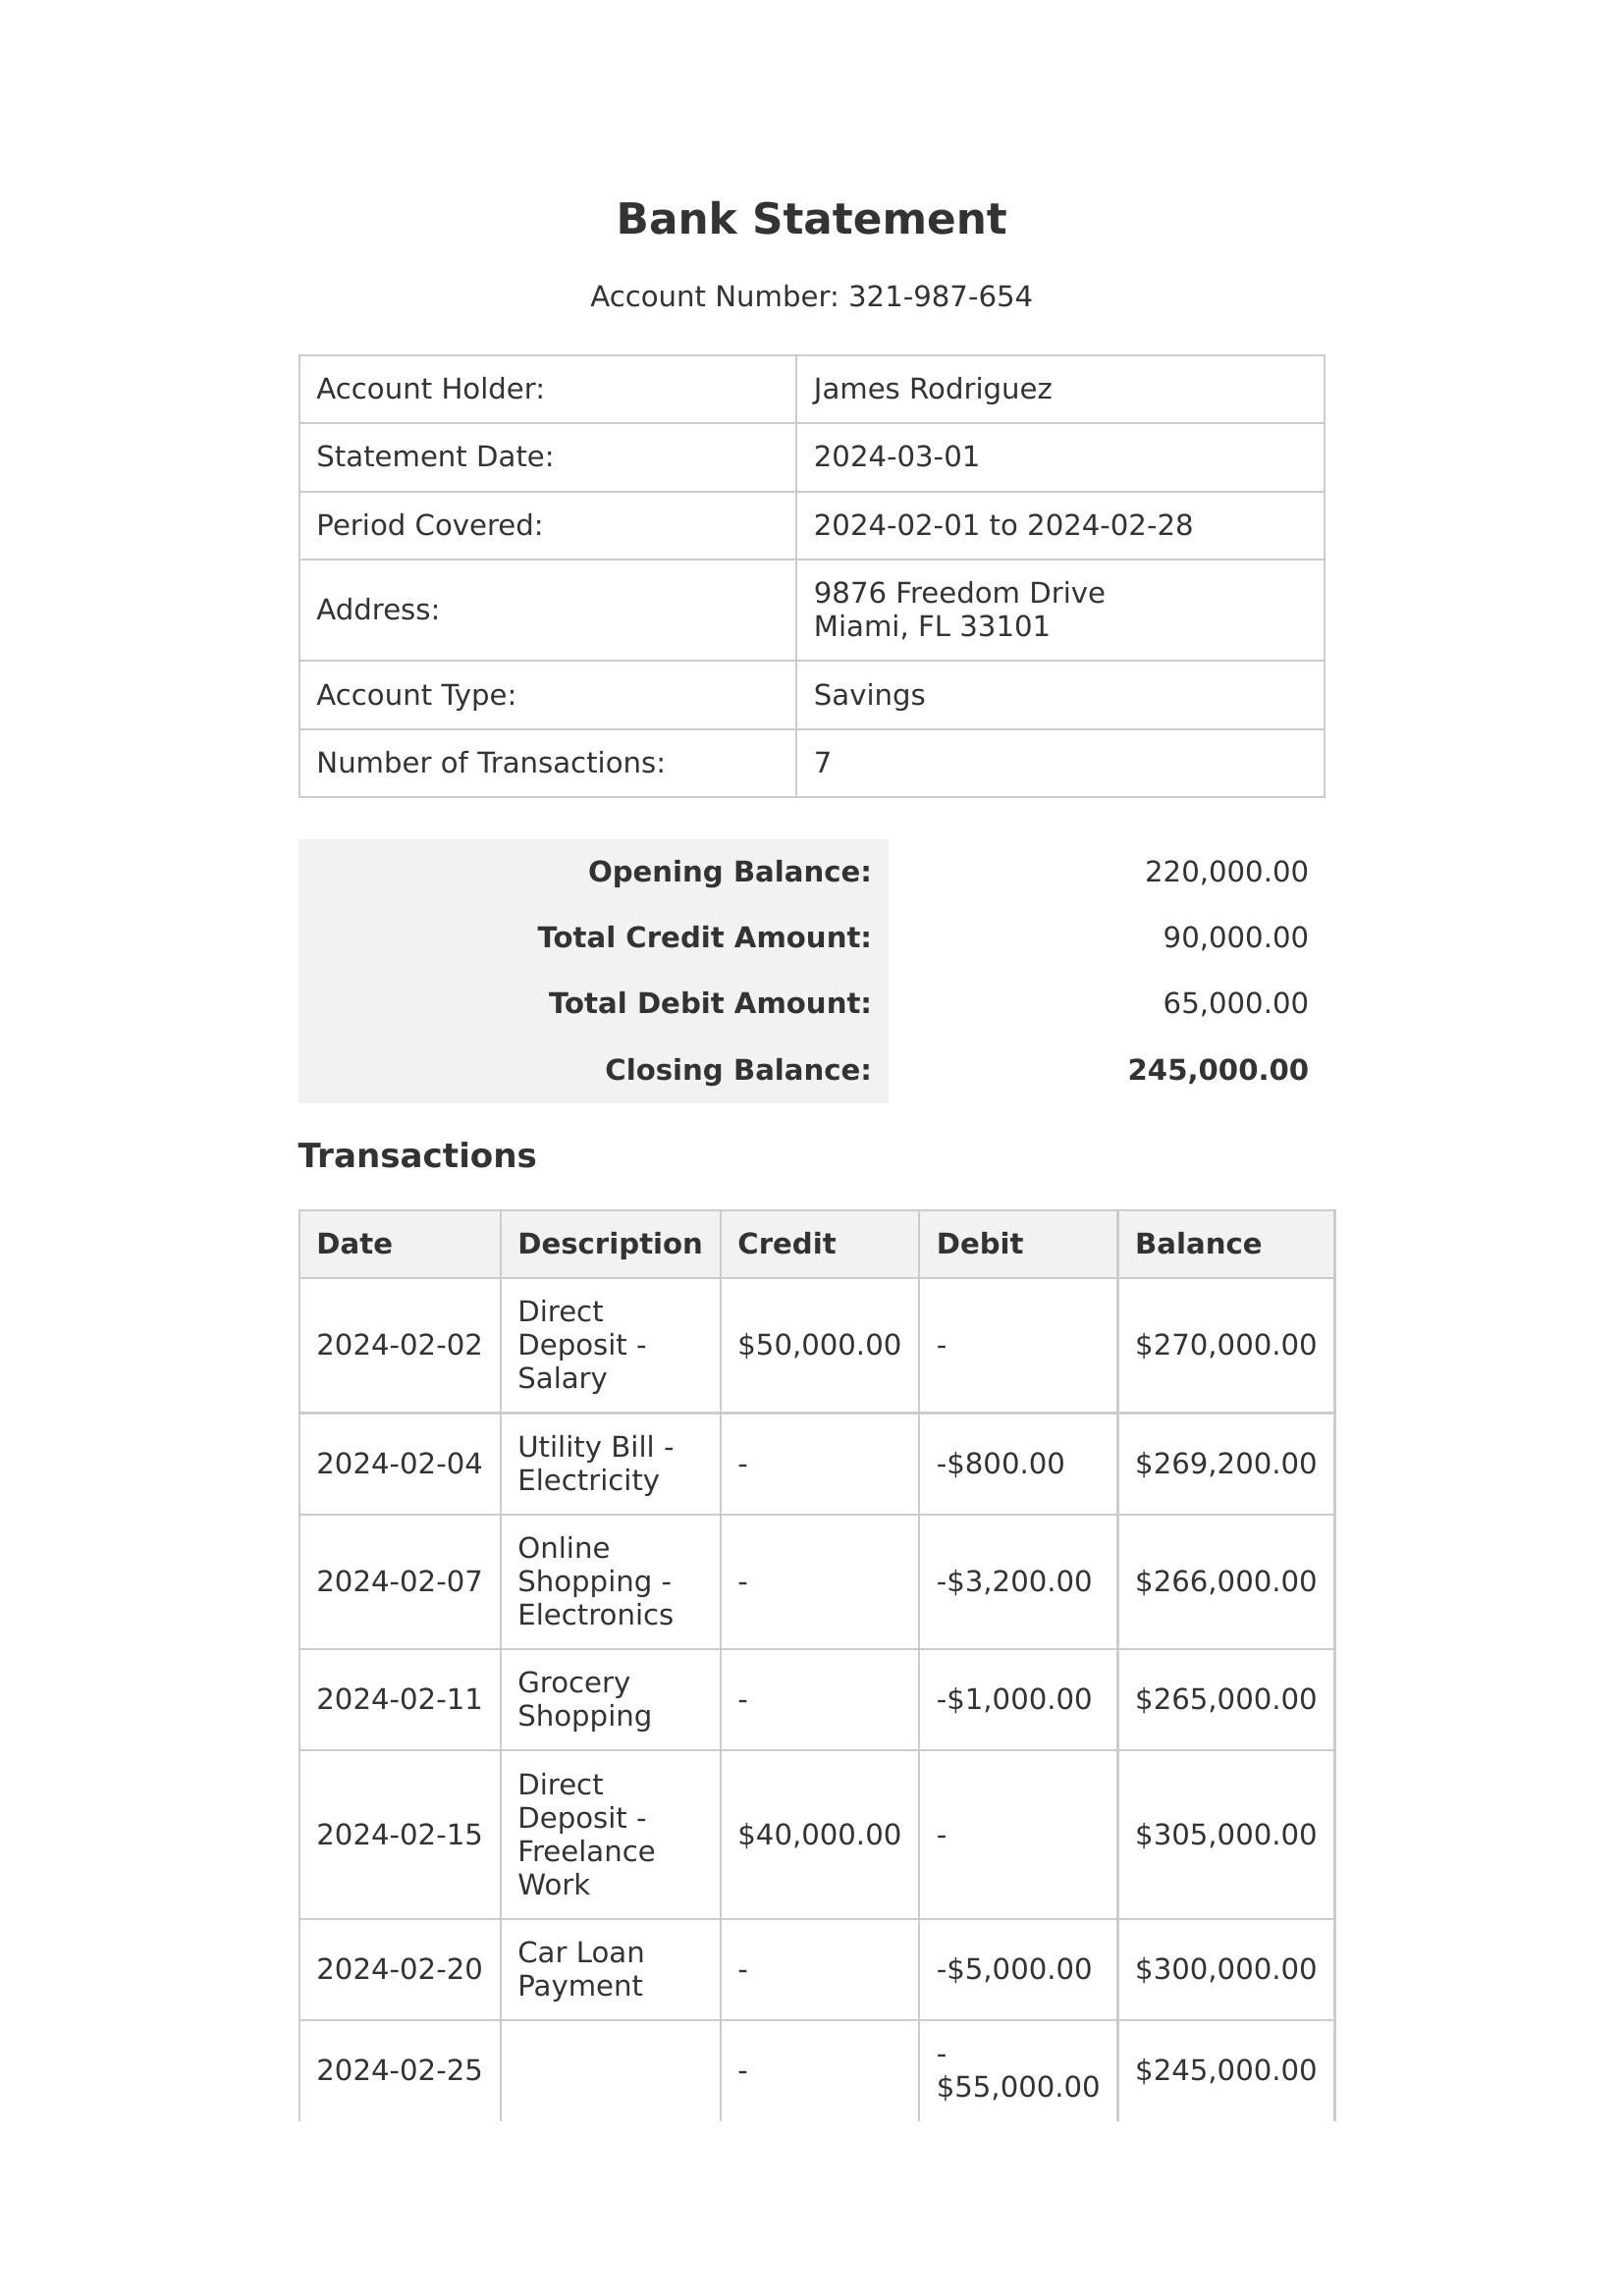 Bank Statement
Account Number: 321-987-654
Account Holder: James Rodriguez
Statement Date: 2024-03-01
Period Covered: 2024-02-01 to 2024-02-28
Address: 9876 Freedom Drive
Miami, FL 33101
Account Type: Savings
Number of Transactions: 7
Opening Balance: 220,000.00
Total Credit Amount: 90,000.00
Total Debit Amount: 65,000.00
Closing Balance: 245,000.00
Transactions
Date Description Credit Debit Balance
2024-02-02 Direct
Deposit -
Salary $50,000.00 - $270,000.00
2024-02-04 Utility Bill -
Electricity - -$800.00 $269,200.00
2024-02-07 Online
Shopping -
Electronics - -$3,200.00 $266,000.00
2024-02-11 Grocery
Shopping - -$1,000.00 $265,000.00
2024-02-15 Direct
Deposit -
Freelance
Work $40,000.00 - $305,000.00
2024-02-20 Car Loan
Payment - -$5,000.00 $300,000.00
2024-02-25 - -
$55,000.00 $245,000.00